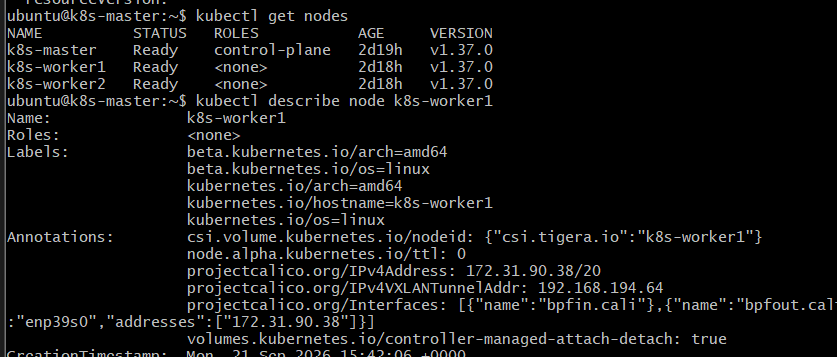 resourceVersion:
ubuntu@k8s-master:~$ kubectl get nodes
NAME STATUS ROLES AGE VERSION
k8s-master Ready control-plane 2d19h v1.37.0
k8s-worker1 Ready <none> 2d18h v1.37.0
k8s-worker2 Ready <none> 2d18h v1.37.0
ubuntu@k8s-master:~$ kubectl describe node k8s-worker1
Name: k8s-worker1
Roles: <none>
Labels: beta.kubernetes.io/arch=amd64
beta.kubernetes.io/os=linux
kubernetes.io/arch=amd64
kubernetes.io/hostname=k8s-worker1
kubernetes.io/os=linux
Annotations: csi.volume.kubernetes.io/nodeid: {"csi.tigera.io":"k8s-worker1"}
node.alpha.kubernetes.io/ttl: 0
projectcalico.org/IPv4Address: 172.31.90.38/20
projectcalico.org/IPv4VXLANTunnelAddr: 192.168.194.64
projectcalico.org/Interfaces: [{"name":"bpfin.cali"},{"name":"bpfout.cal
:"enp39s0","addresses":["172.31.90.38"]}]
volumes.kubernetes.io/controller-managed-attach-detach: true
CreationTimestamp: Mon, 21 Sep 2026 15:42:06 +0000